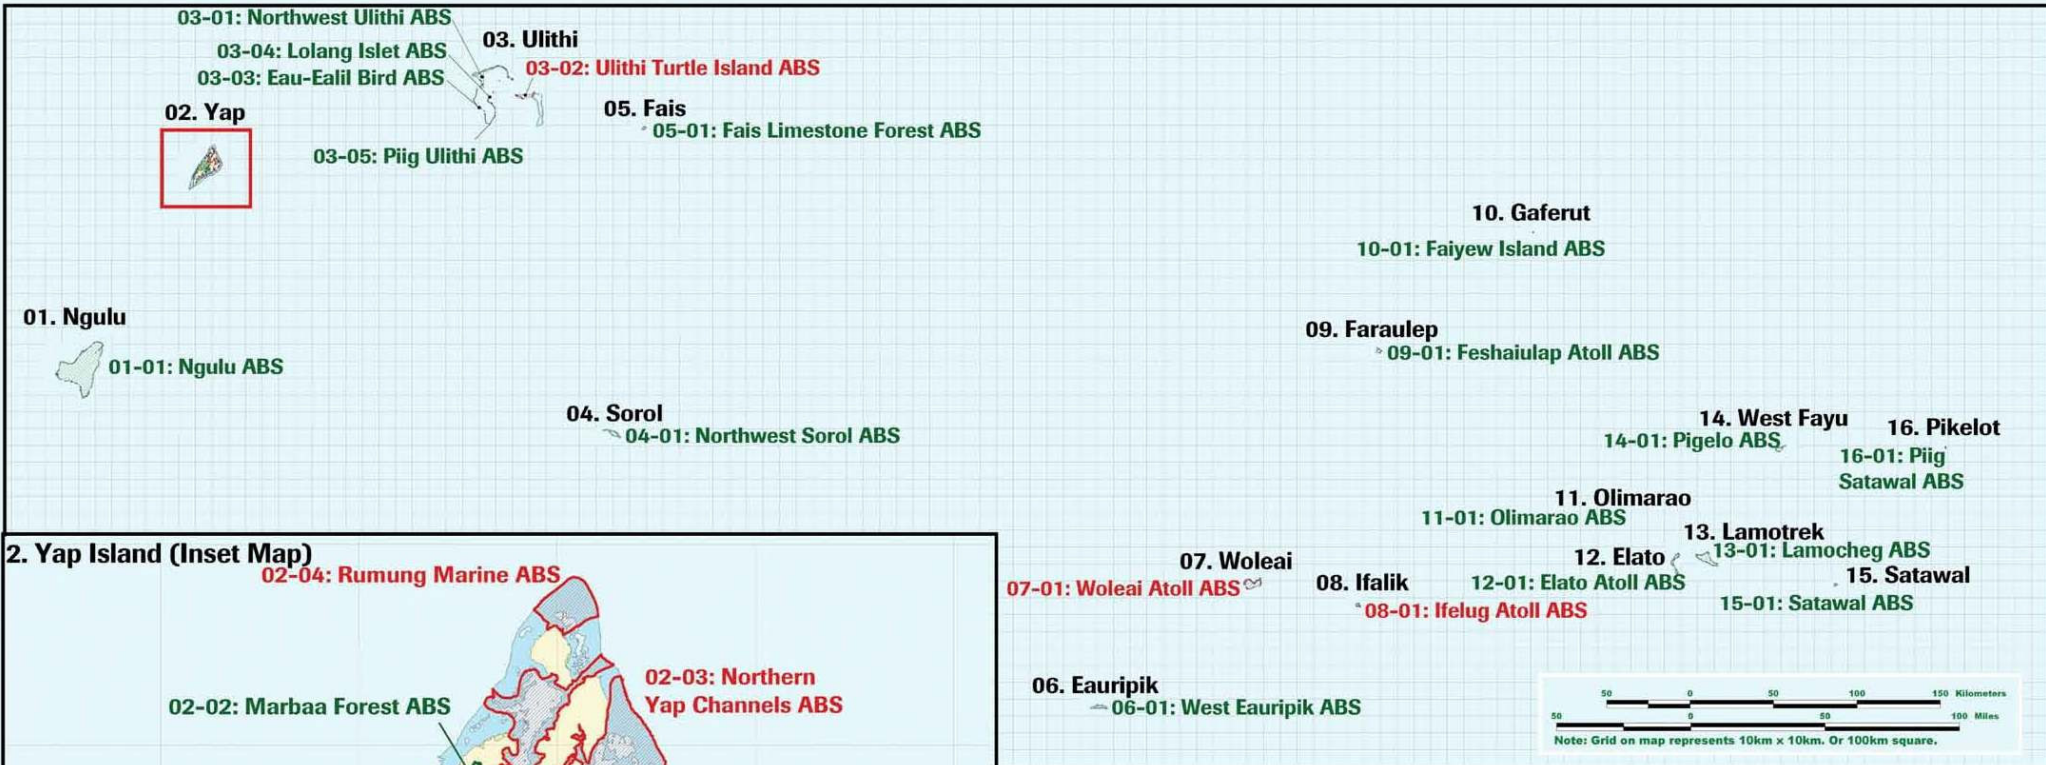 03-01: Northwest Ulithi ABS
03. Ulithi
03-04: Lolang Islet ABS
03-02: Ulithi Turtle Island ABS
03-03: Eau-Ealil Bird ABS
02. Yap
05. Fais
05-01: Fais Limestone Forest ABS
03-05: Piig Ulithi ABS
10. Gaferut
10-01: Faiyew Island ABS
01. Ngulu
01-01: Ngulu ABS
09. Faraulep
09-01: Feshaiulap Atoll ABS
04. Sorol
04-01: Northwest Sorol ABS
14. West Fayu
14-01: Pigelo ABS
16. Pikelot
16-01: Piig
Satawal ABS
11. Olimarao
11-01: Olimarao ABS
13. Lamotrek
13-01: Lamocheg ABS
12. Elato
12-01: Elato Atoll ABS
07. Woleai
07-01: Woleai Atoll ABS
08. Ifalik
08-01: Ifelug Atoll ABS
15. Satawal
15-01: Satawal ABS
06. Eauripik
06-01: West Eauripik ABS
2. Yap Island (Inset Map)
02-04: Rumung Marine ABS
02-03: Northern
Yap Channels ABS
02-02: Marbaa Forest ABS
50 0 50 100 150 Kilometers
50 0 50 100 Miles
Note: Grid on map represents 10km x 10km. Or 100km square.